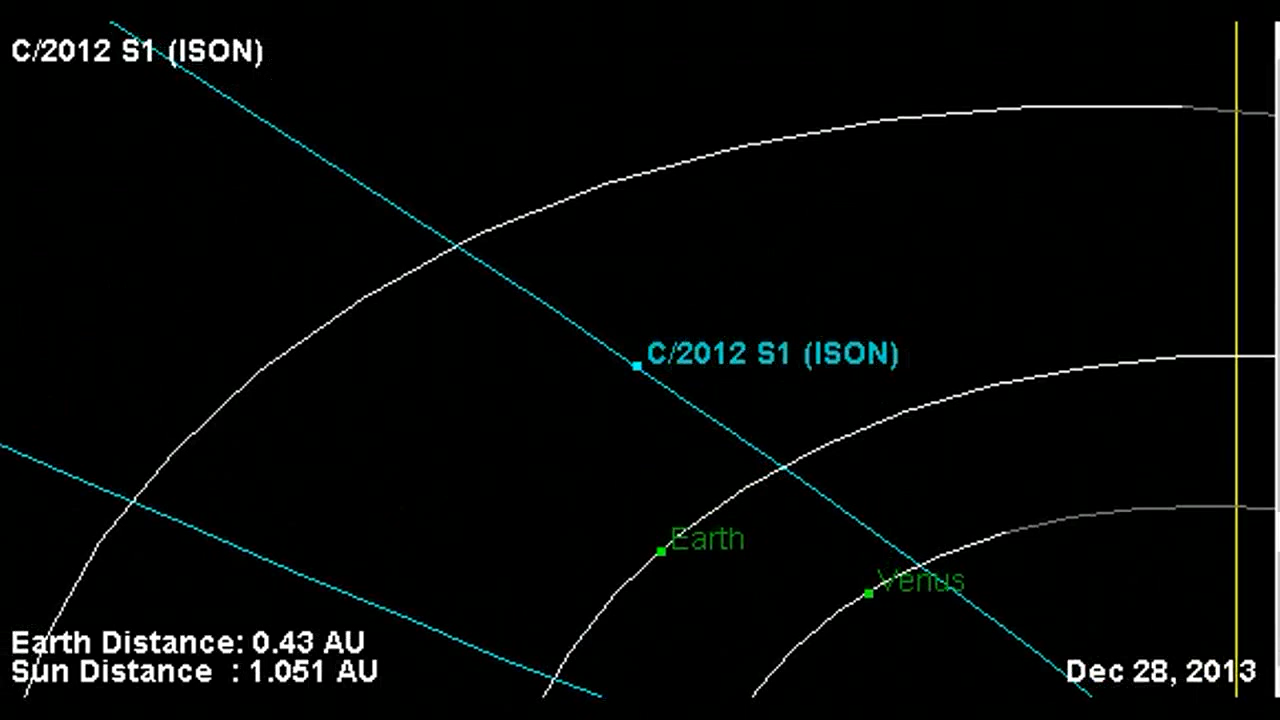 C/2012 S1 (ISON)
C/2012 S1 (ISON)
Earth
Venus
Earth Distance: 0.43 AU
Sun Distance : 1.051 AU
Dec 28, 2013